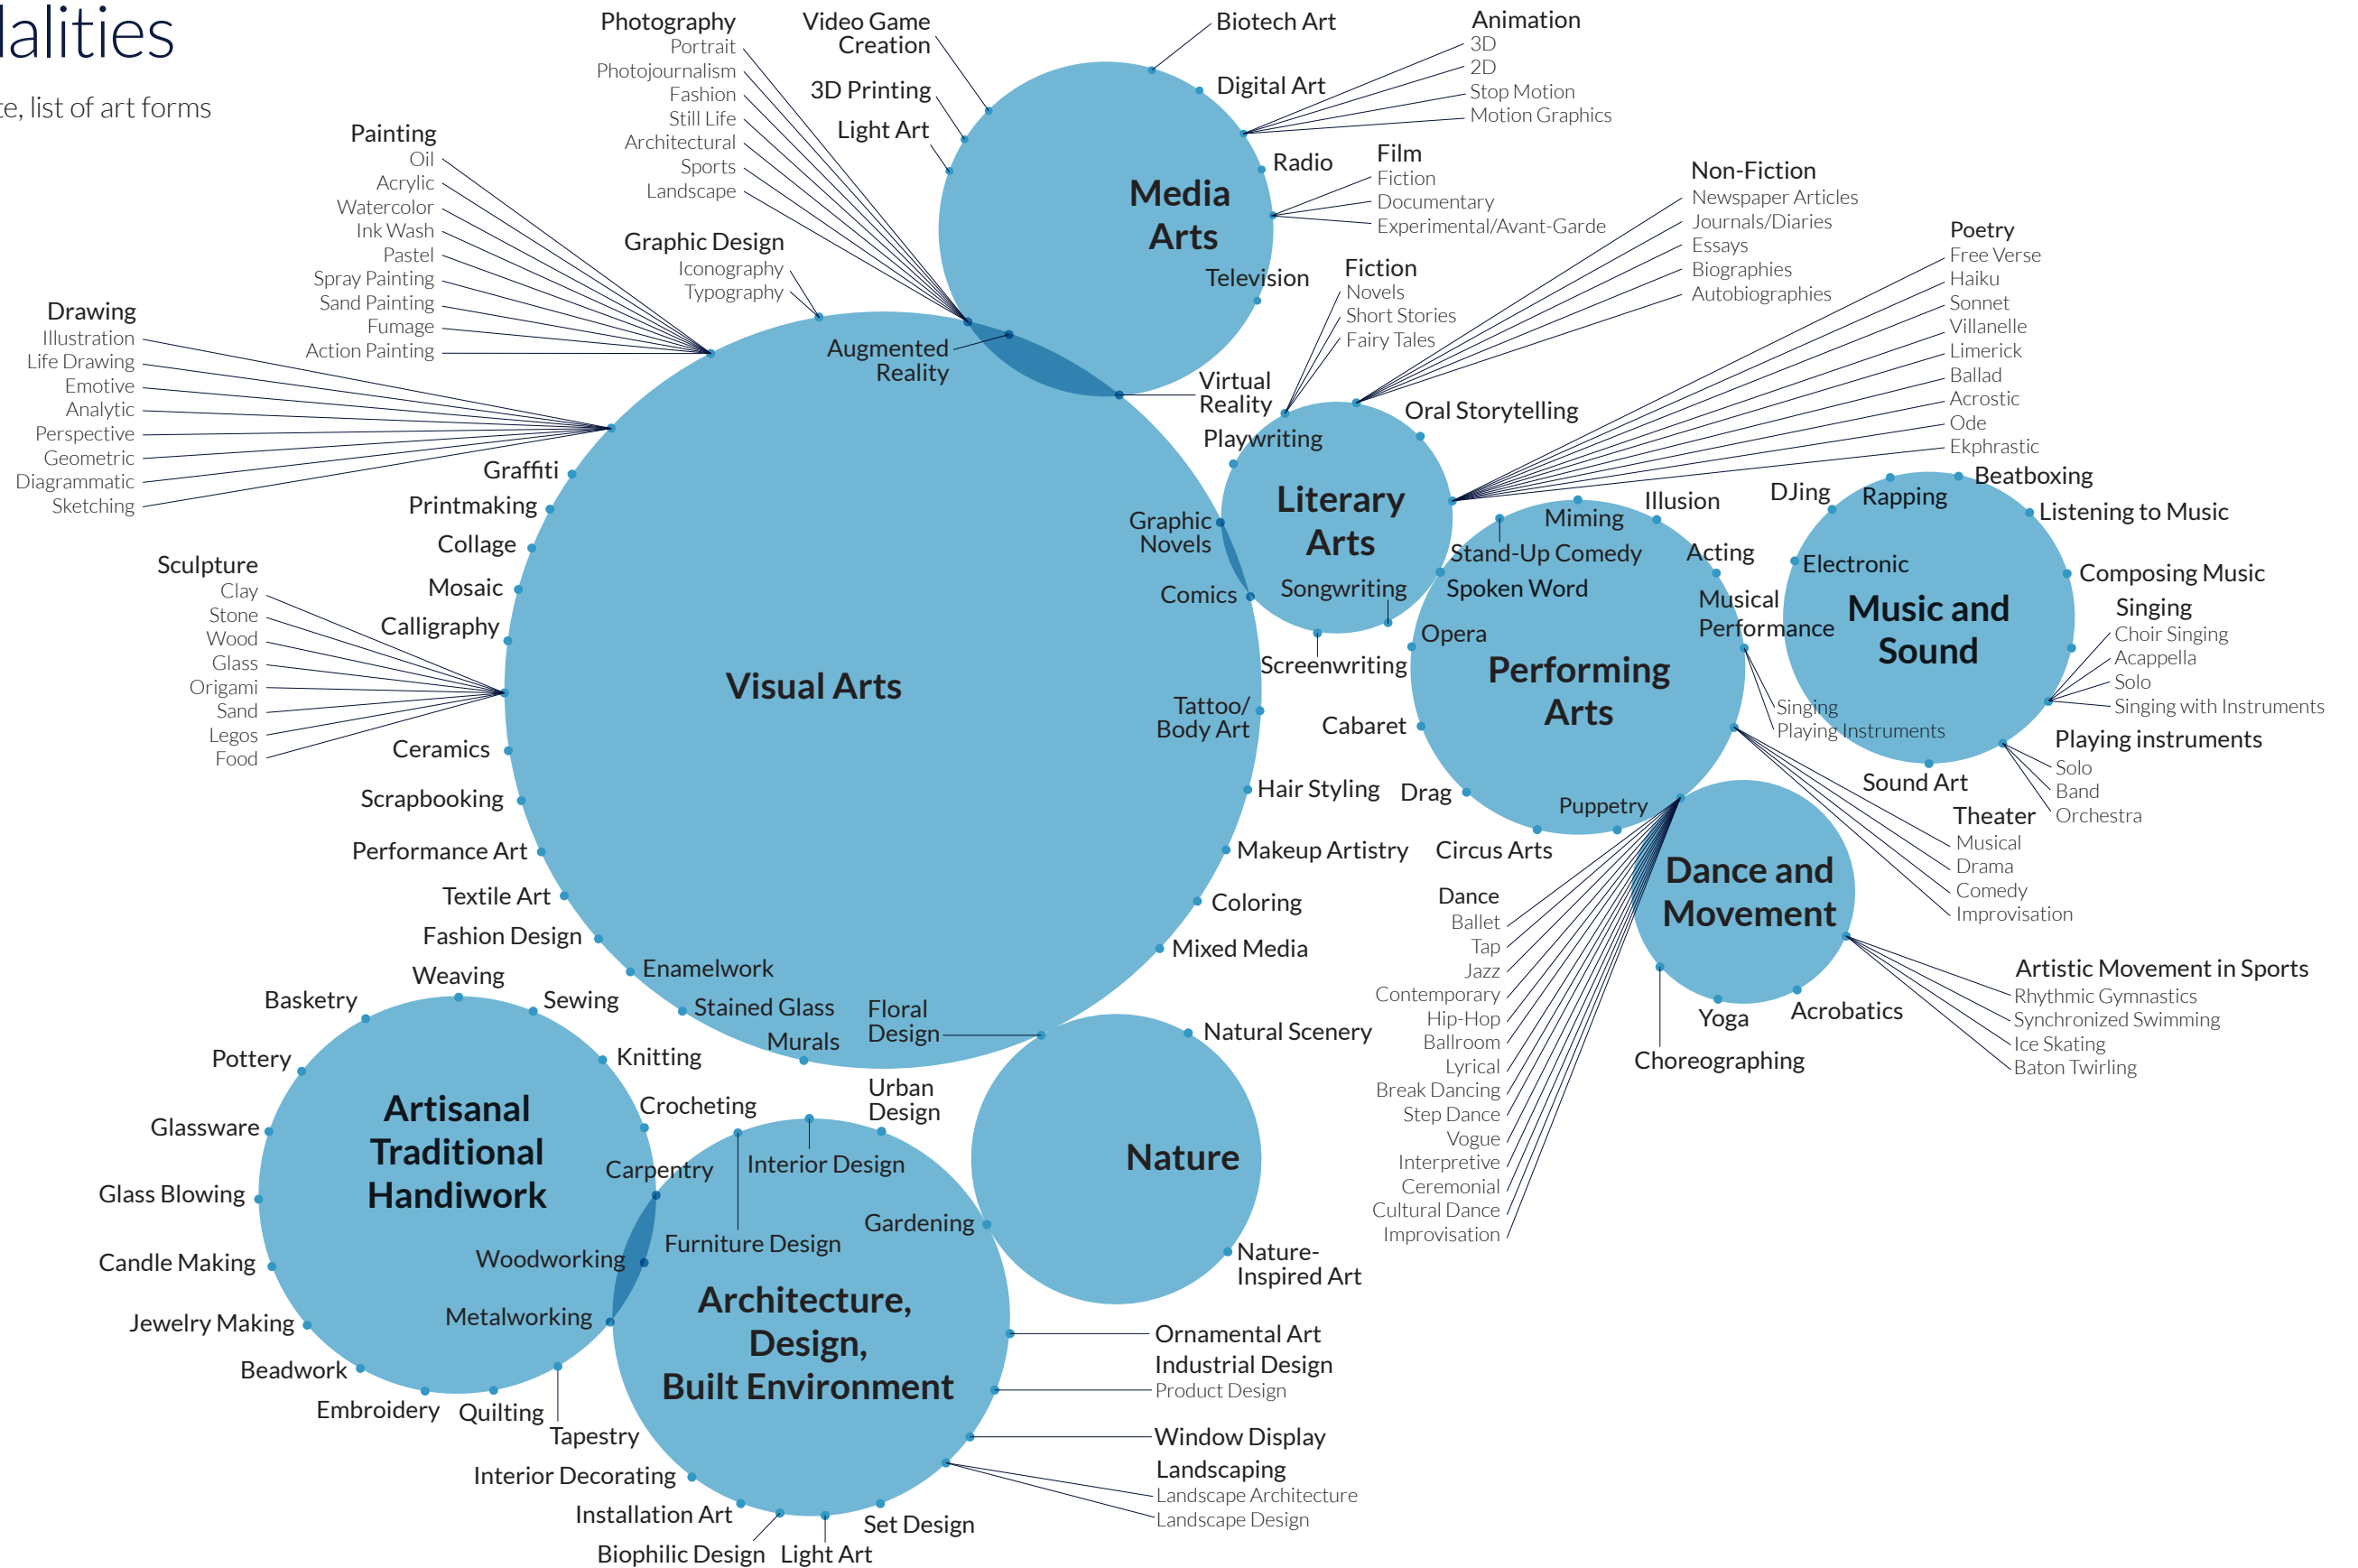 alities
te, list of art forms
Photography
Portrait
Photojournalism
Fashion
Still Life
Architectural
Sports
Landscape
Video Game
Creation
3D Printing
Light Art
Biotech Art
Digital Art
Animation
3D
2D
Stop Motion
Motion Graphics
Radio
Film
Fiction
Documentary
Experimental/Avant-Garde
Media
Arts
Television
Painting
Oil
Acrylic
Watercolor
Ink Wash
Pastel
Spray Painting
Sand Painting
Fumage
Action Painting
Graphic Design
Iconography
Typography
Augmented
Reality
Virtual
Reality
Drawing
Illustration
Life Drawing
Emotive
Analytic
Perspective
Geometric
Diagrammatic
Sketching
Graffiti
Printmaking
Collage
Mosaic
Calligraphy
Sculpture
Clay
Stone
Wood
Glass
Origami
Sand
Legos
Food
Ceramics
Scrapbooking
Performance Art
Textile Art
Fashion Design
Enamelwork
Stained Glass
Murals
Floral
Design
Visual Arts
Graphic
Novels
Comics
Tattoo/
Body Art
Hair Styling
Makeup Artistry
Coloring
Mixed Media
Fiction
Novels
Short Stories
Fairy Tales
Non-Fiction
Newspaper Articles
Journals/Diaries
Essays
Biographies
Autobiographies
Poetry
Free Verse
Haiku
Sonnet
Villanelle
Limerick
Ballad
Acrostic
Ode
Ekphrastic
Oral Storytelling
Playwriting
Literary
Arts
Songwriting
Screenwriting
Spoken Word
Stand-Up Comedy
Miming
Illusion
Acting
Musical
Performance
Singing
Playing Instruments
Opera
Performing
Arts
Cabaret
Drag
Circus Arts
Puppetry
Theater
Musical
Drama
Comedy
Improvisation
DJing
Rapping
Beatboxing
Listening to Music
Electronic
Composing Music
Music and
Sound
Singing
Choir Singing
Acappella
Solo
Singing with Instruments
Playing instruments
Solo
Band
Orchestra
Sound Art
Dance and
Movement
Dance
Ballet
Tap
Jazz
Contemporary
Hip-Hop
Ballroom
Lyrical
Break Dancing
Step Dance
Vogue
Interpretive
Ceremonial
Cultural Dance
Improvisation
Choreographing
Yoga
Acrobatics
Artistic Movement in Sports
Rhythmic Gymnastics
Synchronized Swimming
Ice Skating
Baton Twirling
Weaving
Basketry
Sewing
Pottery
Knitting
Glassware
Crocheting
Artisanal
Traditional
Handiwork
Glass Blowing
Carpentry
Candle Making
Woodworking
Jewelry Making
Metalworking
Beadwork
Embroidery
Quilting
Tapestry
Urban
Design
Interior Design
Furniture Design
Gardening
Architecture,
Design,
Built Environment
Interior Decorating
Installation Art
Biophilic Design
Light Art
Set Design
Natural Scenery
Nature
Nature-
Inspired Art
Ornamental Art
Industrial Design
Product Design
Window Display
Landscaping
Landscape Architecture
Landscape Design